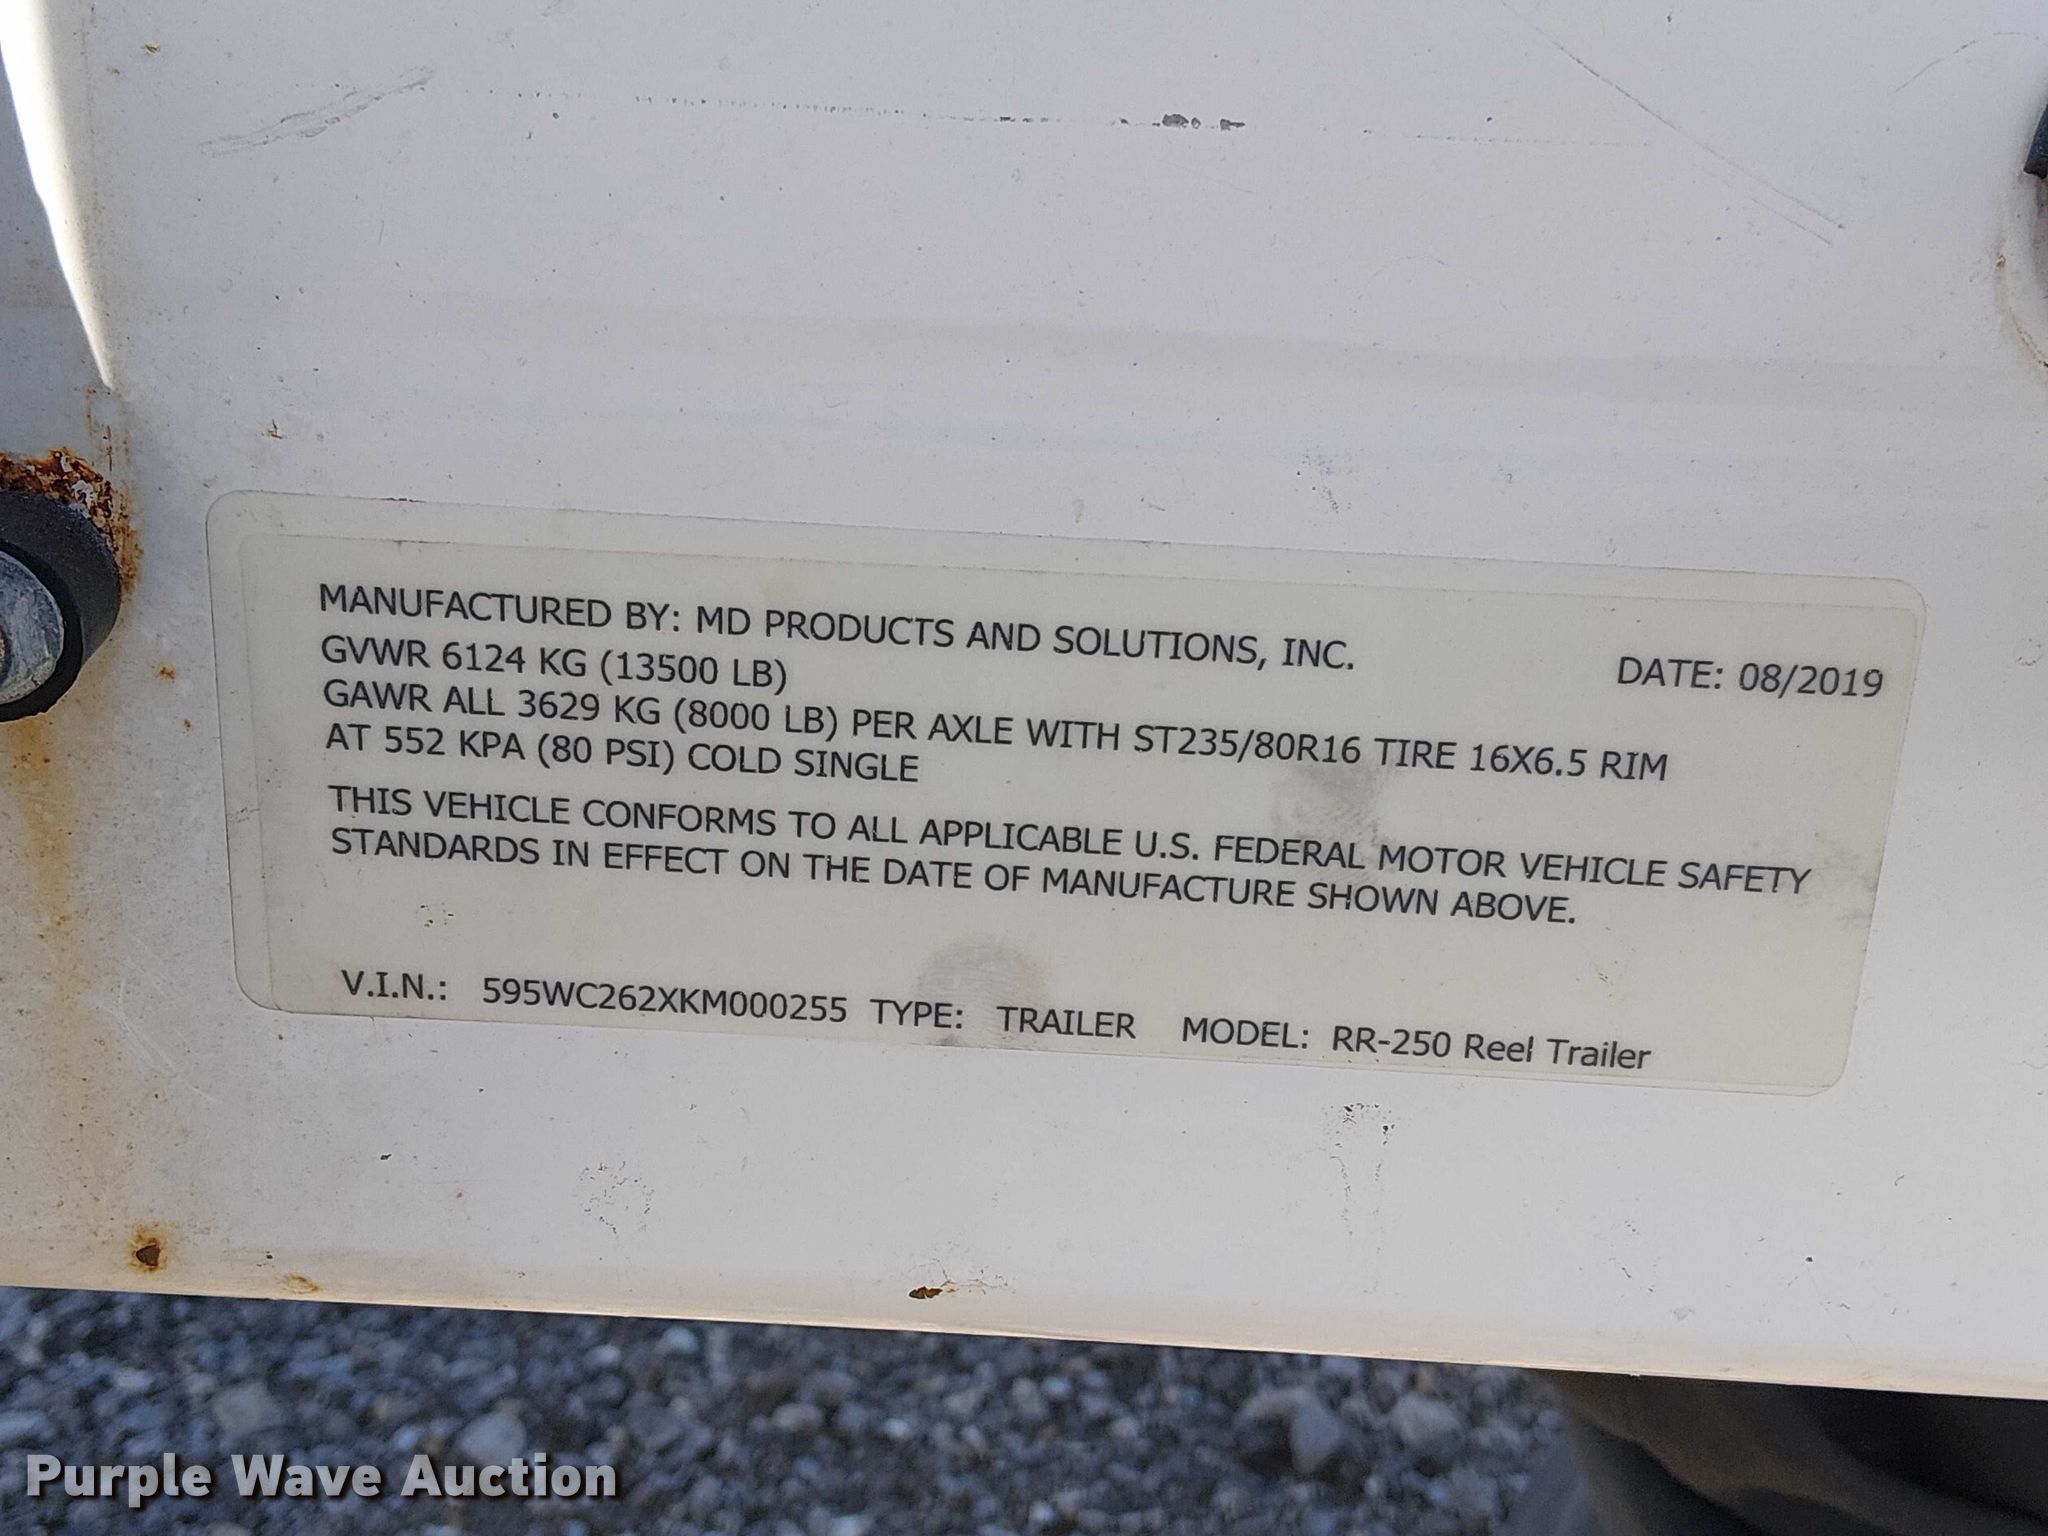 MANUFACTURED BY: MD PRODUCTS AND SOLUTIONS, INC.
GVWR 6124 KG (13500 LB) DATE: 08/2019
GAWR ALL 3629 KG (8000 LB) PER AXLE WITH ST235/80R16 TIRE 16X6.5 RIM
AT 552 KPA (80 PSI) COLD SINGLE
THIS VEHICLE CONFORMS TO ALL APPLICABLE U.S. FEDERAL MOTOR VEHICLE SAFETY
STANDARDS IN EFFECT ON THE DATE OF MANUFACTURE SHOWN ABOVE.
V.I.N.: 595WC262XKM000255 TYPE: TRAILER MODEL: RR-250 Reel Trailer
Purple Wave Auction